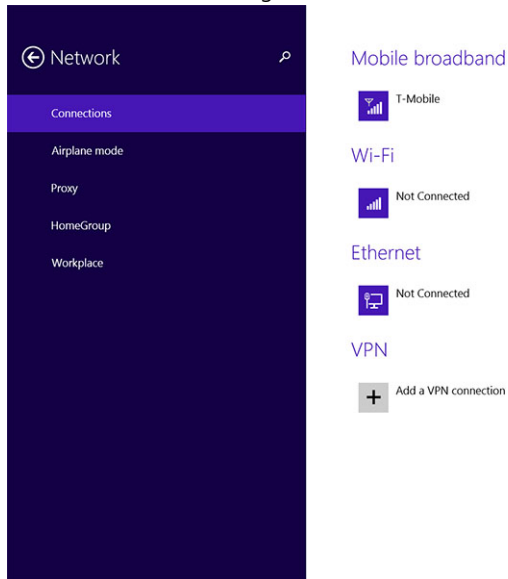 Network
Connections
Airplane mode
Proxy
HomeGroup
Workplace
Mobile broadband
T-Mobile
Wi-Fi
Not Connected
Ethernet
Not Connected
VPN
Add a VPN connection